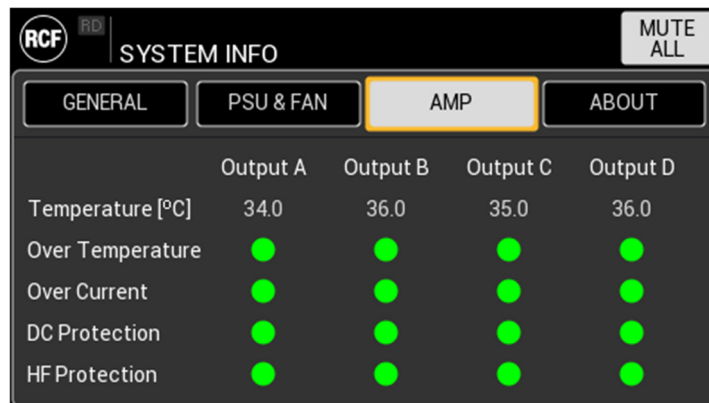 RCF
RD
SYSTEM INFO
MUTE
ALL
GENERAL
PSU & FAN
AMP
ABOUT
Output A Output B Output C Output D
Temperature [ºC] 34.0 36.0 35.0 36.0
Over Temperature
Over Current
DC Protection
HF Protection